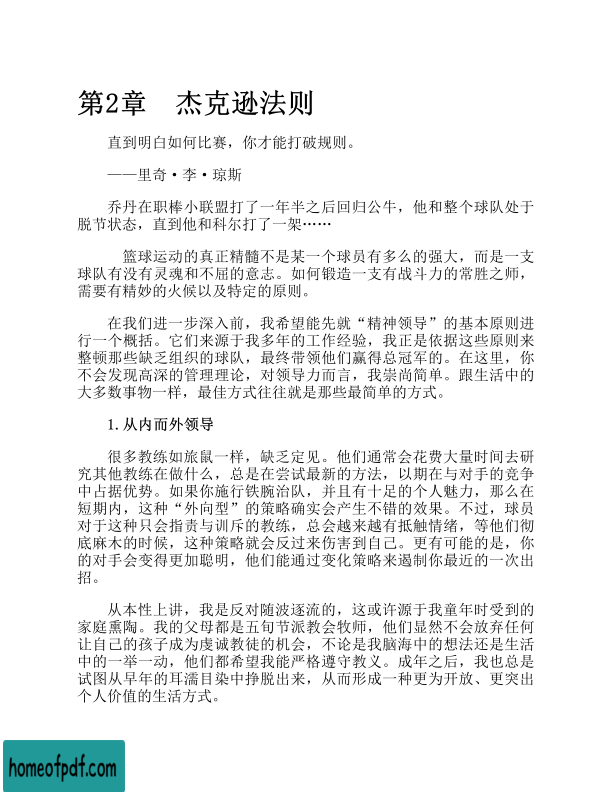 第2章　杰克逊法则
直到明白如何比赛，你才能打破规则。
——里奇·李·琼斯
乔丹在职棒小联盟打了一年半之后回归公牛，他和整个球队处于
脱节状态，直到他和科尔打了一架……
篮球运动的真正精髓不是某一个球员有多么的强大，而是一支
球队有没有灵魂和不屈的意志。如何锻造一支有战斗力的常胜之师，
需要有精妙的火候以及特定的原则。
在我们进一步深入前，我希望能先就“精神领导”的基本原则进
行一个概括。它们来源于我多年的工作经验，我正是依据这些原则来
整顿那些缺乏组织的球队，最终带领他们赢得总冠军的。在这里，你
不会发现高深的管理理论，对领导力而言，我崇尚简单。跟生活中的
大多数事物一样，最佳方式往往就是那些最简单的方式。
1.从内而外领导
很多教练如旅鼠一样，缺乏定见。他们通常会花费大量时间去研
究其他教练在做什么，总是在尝试最新的方法，以期在与对手的竞争
中占据优势。如果你施行铁腕治队，并且有十足的个人魅力，那么在
短期内，这种“外向型”的策略确实会产生不错的效果。不过，球员
对于这种只会指责与训斥的教练，总会越来越有抵触情绪，等他们彻
底麻木的时候，这种策略就会反过来伤害到自己。更有可能的是，你
的对手会变得更加聪明，他们能通过变化策略来遏制你最近的一次出
招。
从本性上讲，我是反对随波逐流的，这或许源于我童年时受到的
家庭熏陶。我的父母都是五旬节派教会牧师，他们显然不会放弃任何
让自己的孩子成为虔诚教徒的机会，不论是我脑海中的想法还是生活
中的一举一动，他们都希望我能严格遵守教义。成年之后，我也总是
试图从早年的耳濡目染中挣脱出来，从而形成一种更为开放、更突出
个人价值的生活方式。
homeofpdf.com